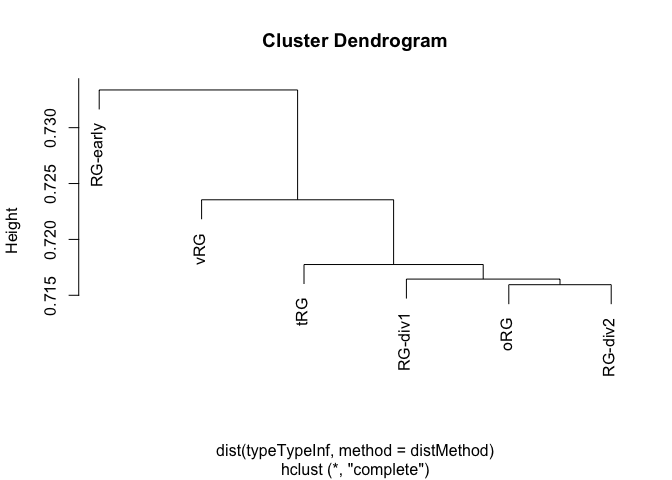 Cluster Dendrogram
Height
0.730
0.725
0.720
0.715
RG-early
vRG
tRG
RG-div1
oRG
RG-div2
dist(typeTypeInf, method = distMethod)
hclust (*, "complete")